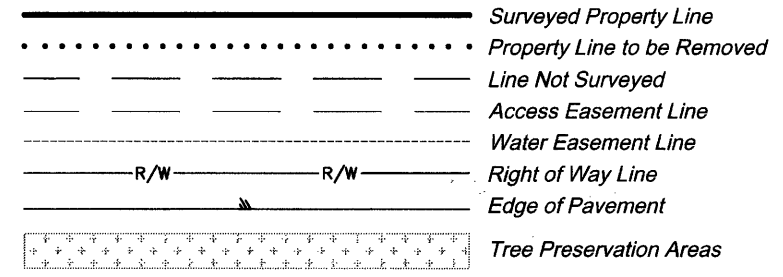 Surveyed Property Line
Property Line to be Removed
Line Not Surveyed
Access Easement Line
Water Easement Line
R/W R/W Right of Way Line
Edge of Pavement
Tree Preservation Areas